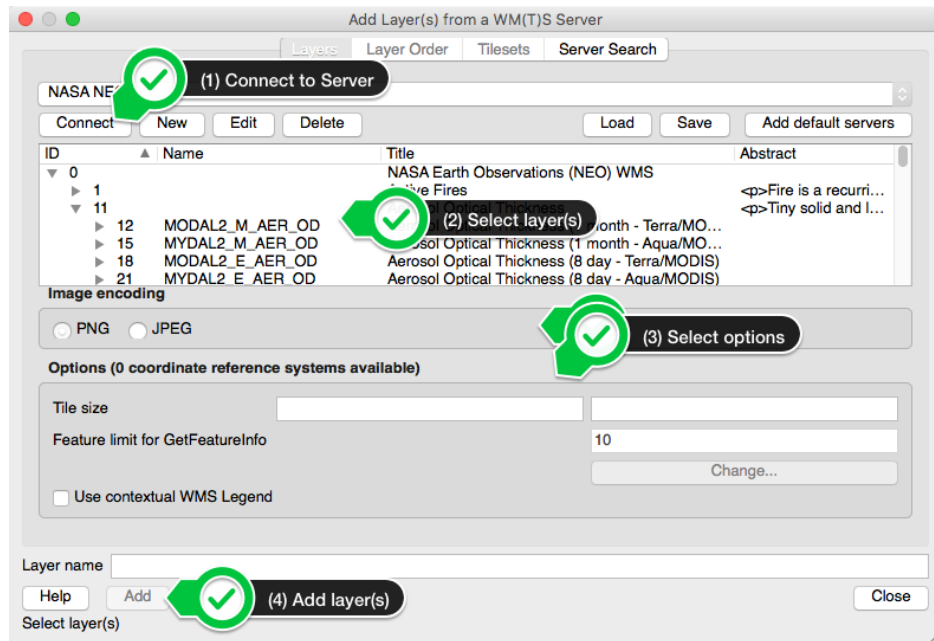 Add Layer(s) from a WM(T)S Server
Layers Layer Order Tilesets Server Search
(1) Connect to Server
NASA NE
Connect New Edit Delete Load Save Add default servers
ID Name Title Abstract
0 NASA Earth Observations (NEO) WMS
1 Active Fires <p>Fire is a recurri...
11 Optical Thickness <p>Tiny solid and l...
(2) Select layer(s)
12 MODAL2_M_AER_OD month - Terra/MO...
15 MYDAL2_M_AER_OD Aerosol Optical Thickness (1 month - Aqua/MO...
18 MODAL2_E_AER_OD Aerosol Optical Thickness (8 day - Terra/MODIS)
21 MYDAL2_E_AER_OD Aerosol Optical Thickness (8 day - Aqua/MODIS)
Image encoding
PNG JPEG
(3) Select options
Options (0 coordinate reference systems available)
Tile size
Feature limit for GetFeatureInfo 10
Change...
Use contextual WMS Legend
Layer name
Help Add (4) Add layer(s) Close
Select layer(s)